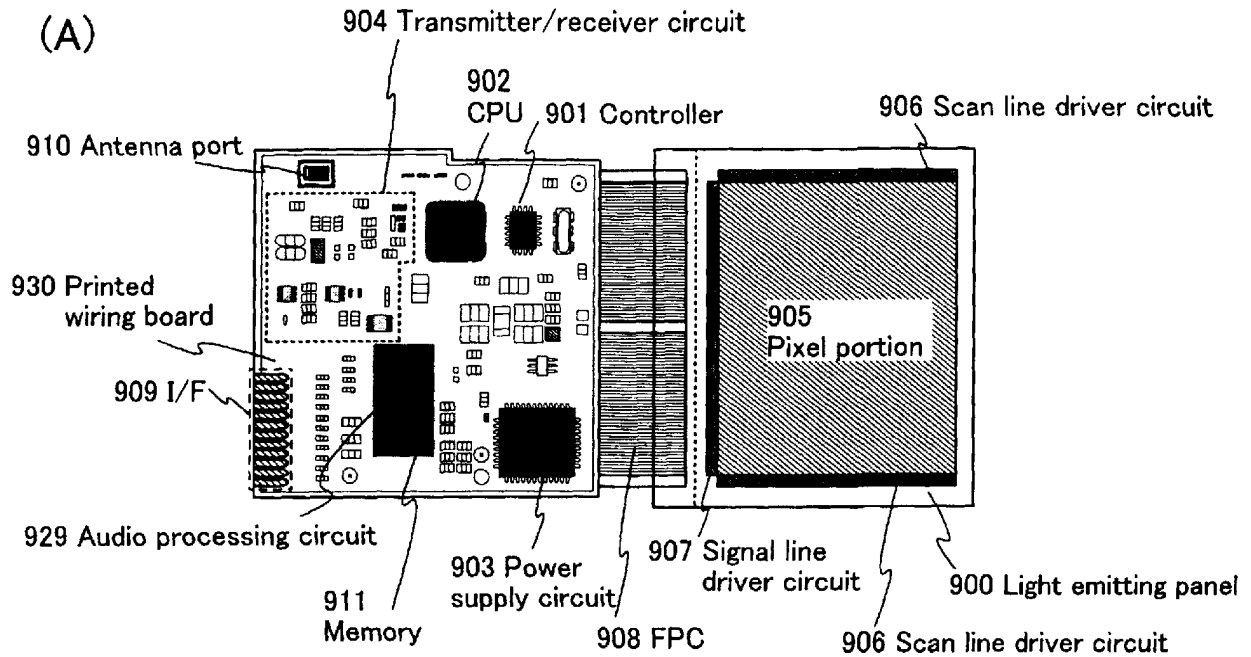 (A)
904 Transmitter/receiver circuit
902
CPU
901 Controller
906 Scan line driver circuit
910 Antenna port
930 Printed
wiring board
905
Pixel portion
909 I/F
929 Audio processing circuit
911
Memory
903 Power
supply circuit
908 FPC
907 Signal line
driver circuit
900 Light emitting panel
906 Scan line driver circuit